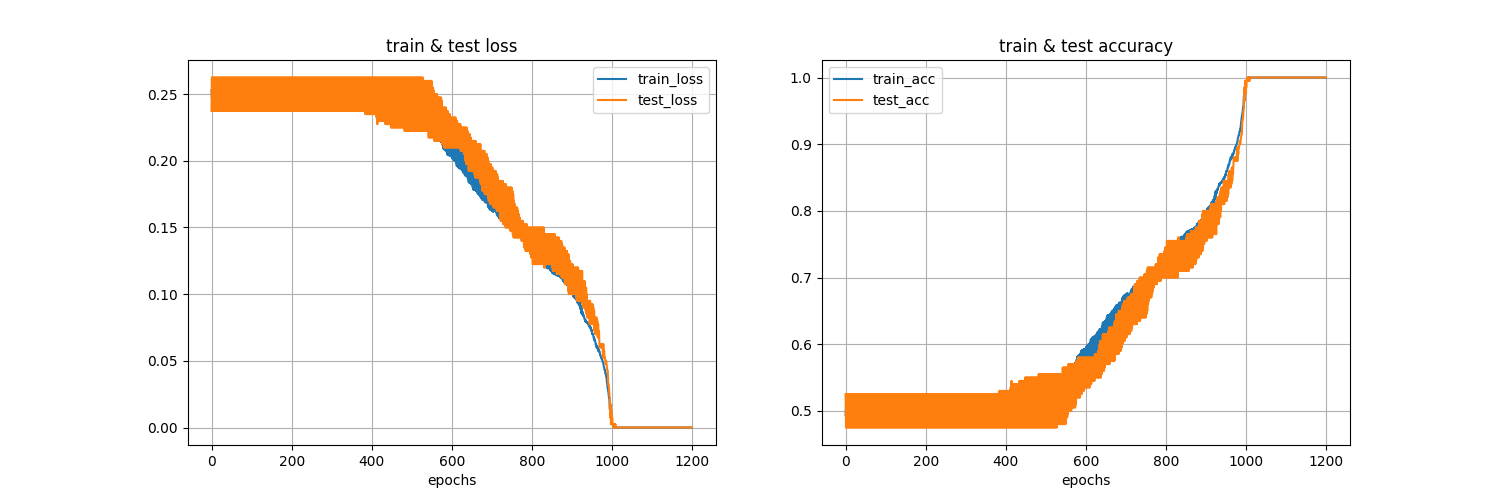 train & test loss
train_loss
test_loss
0.25
0.20
0.15
0.10
0.05
0.00
0 200 400 600 800 1000 1200
epochs
train & test accuracy
train_acc
test_acc
1.0
0.9
0.8
0.7
0.6
0.5
0 200 400 600 800 1000 1200
epochs